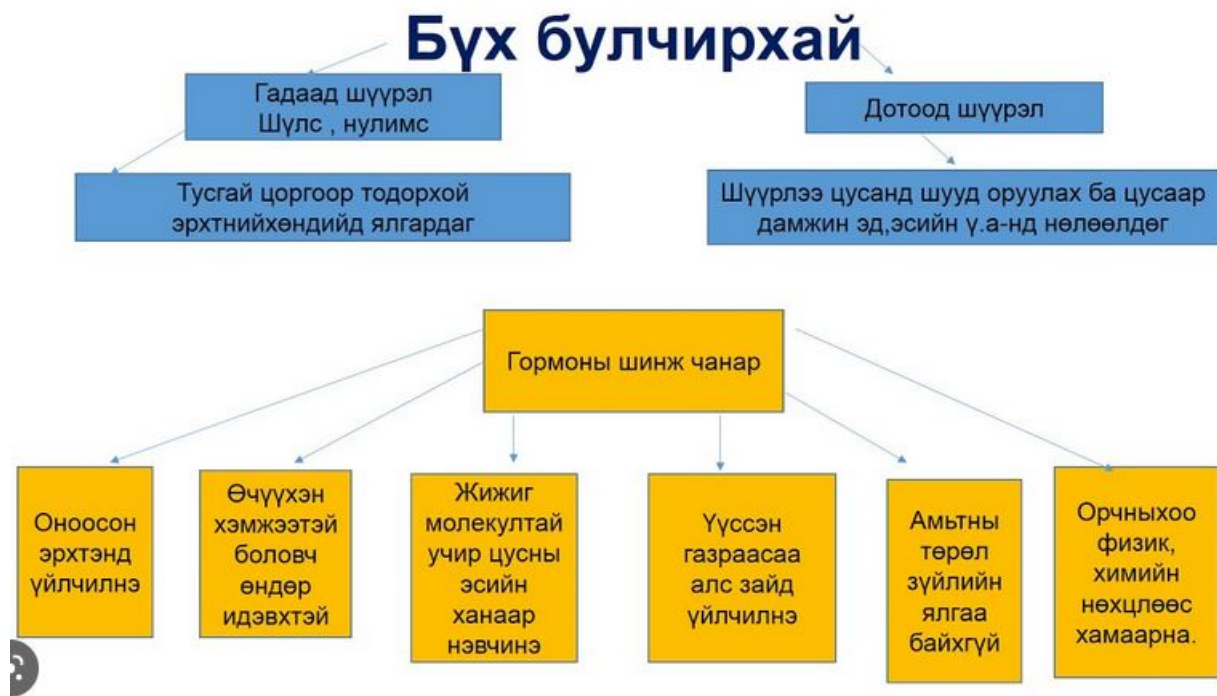 Бүх булчирхай
Гадаад шүүрэл
Шүлс , нулимс
Дотоод шүүрэл
Тусгай цоргоор тодорхой
эрхтнийхөндийд ялгардаг
Шүүрлээ цусанд шууд оруулах ба цусаар
дамжин эд,эсийн ү.а-нд нөлөөлдөг
Гормоны шинж чанар
Оноосон
эрхтэнд
үйлчилнэ
Өчүүхэн
хэмжээтэй
боловч
өндөр
идэвхтэй
Жижиг
молекултай
учир цусны
эсийн
ханаар
нэвчинэ
Үүссэн
газраасаа
алс зайд
үйлчилнэ
Амьтны
төрөл
зүйлийн
ялгаа
байхгүй
Орчныхоо
физик,
химийн
нөхцлөөс
хамаарна.